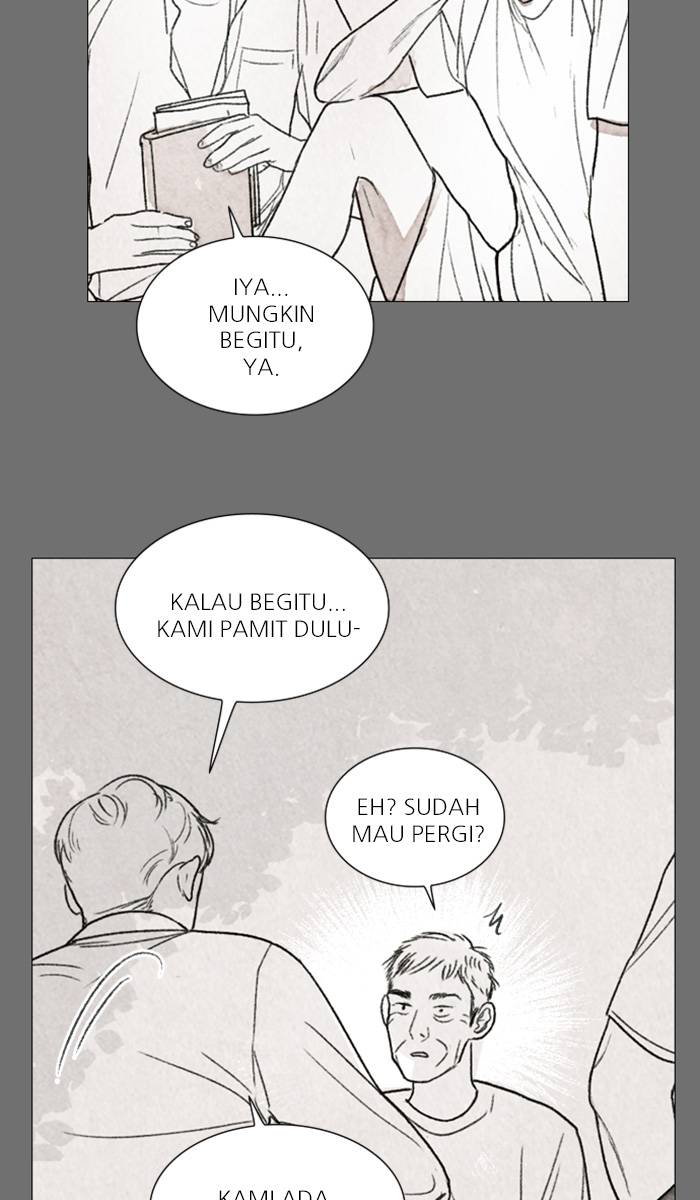 IYA...
MUNGKIN
BEGITU,
YA.
KALAU BEGITU...
KAMI PAMIT DULU-
EH? SUDAH
MAU PERGI?
KAMI ADA